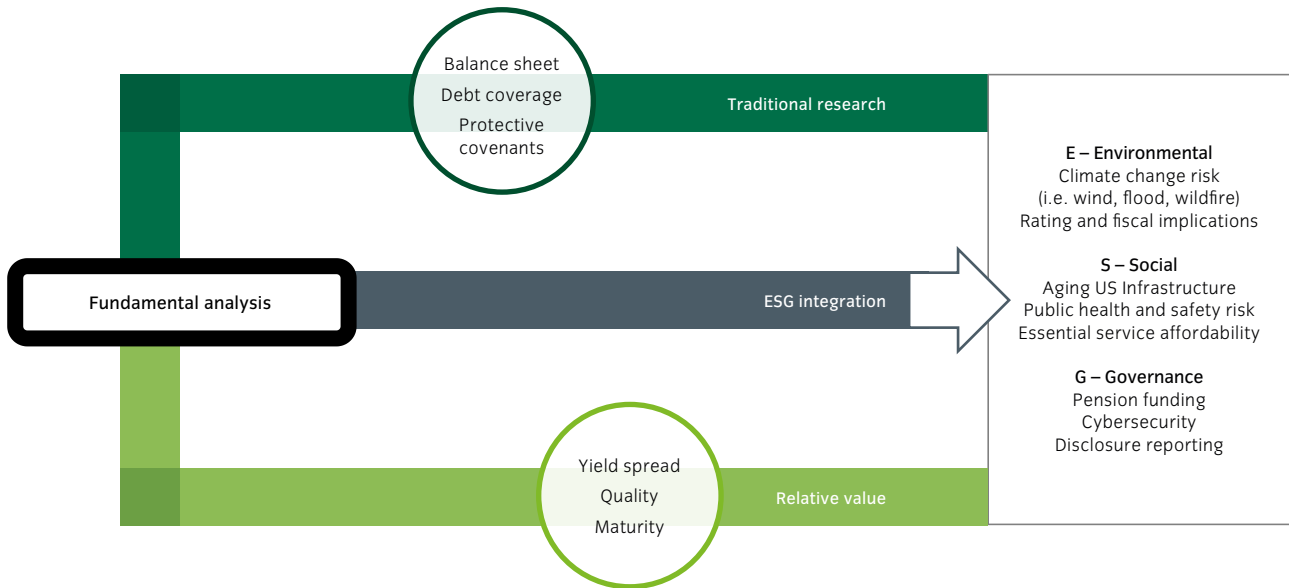 Balance sheet
Debt coverage
Protective
covenants
Traditional research
Fundamental analysis
ESG integration
Yield spread
Quality
Maturity
Relative value
E – Environmental
Climate change risk
(i.e. wind, flood, wildfire)
Rating and fiscal implications
S – Social
Aging US Infrastructure
Public health and safety risk
Essential service affordability
G – Governance
Pension funding
Cybersecurity
Disclosure reporting